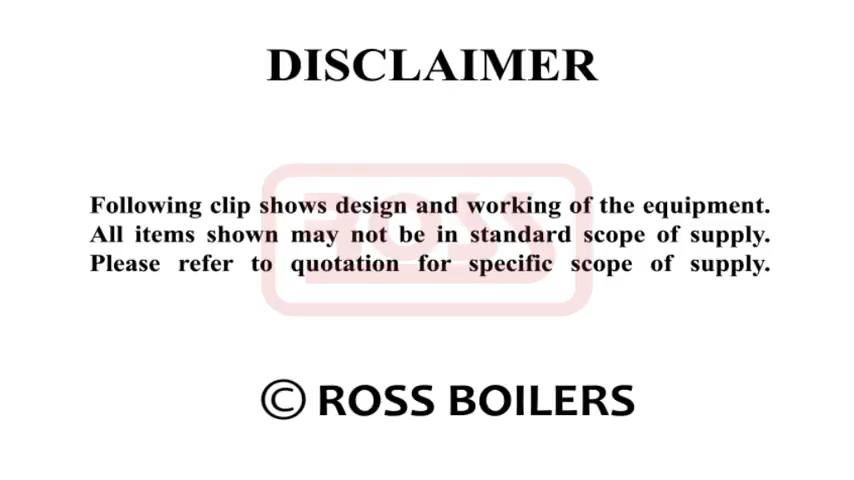 DISCLAIMER
ROSS
Following clip shows design and working of the equipment.
All items shown may not be in standard scope of supply.
Please refer to quotation for specific scope of supply.
© ROSS BOILERS